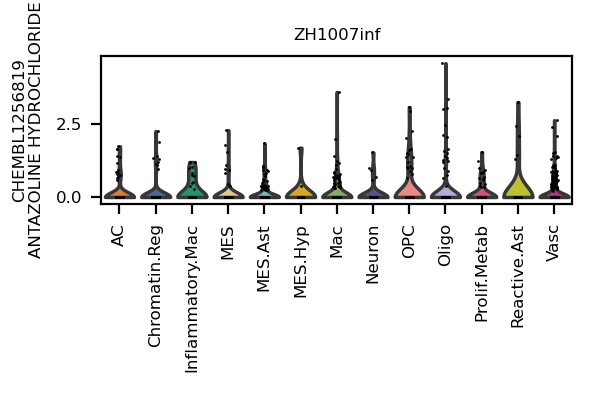 ZH1007inf
CHEMBL1256819
ANTAZOLINE HYDROCHLORIDE
2.5
0.0
AC
Chromatin.Reg
Inflammatory.Mac
MES
MES.Ast
MES.Hyp
Mac
Neuron
OPC
Oligo
Prolif.Metab
Reactive.Ast
Vasc